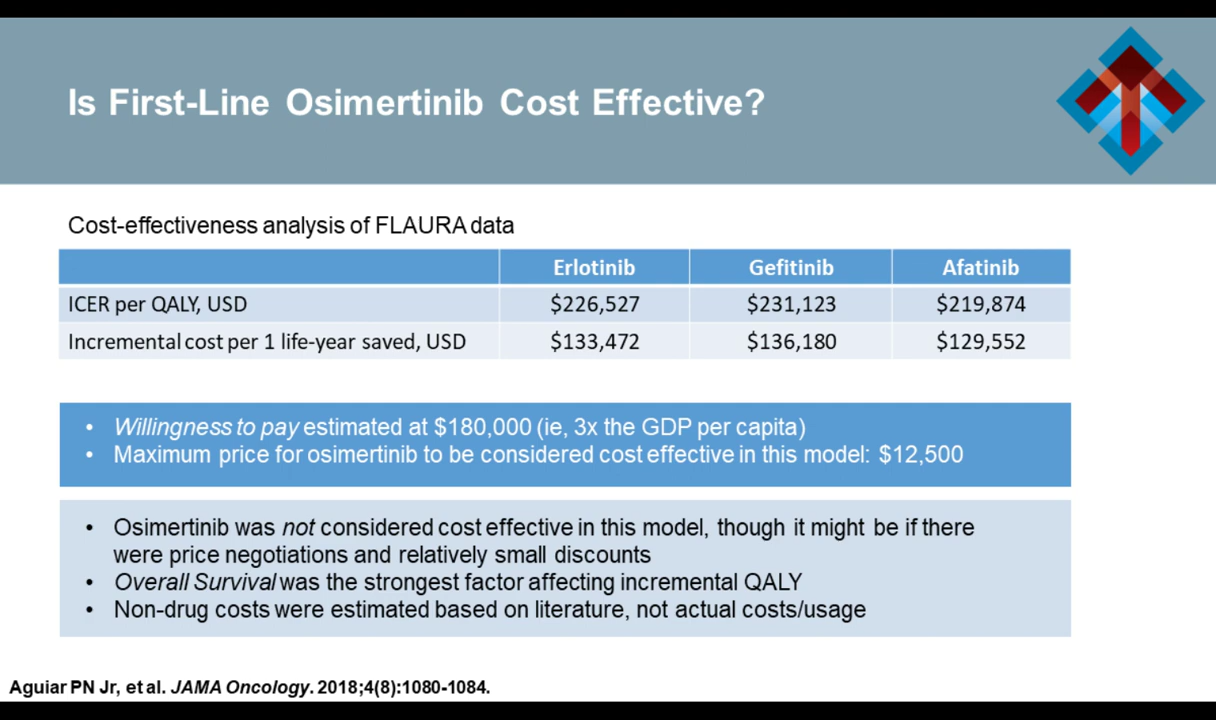 Is First-Line Osimertinib Cost Effective?
Cost-effectiveness analysis of FLAURA data
Erlotinib Gefitinib Afatinib
ICER per QALY, USD $226,527 $231,123 $219,874
Incremental cost per 1 life-year saved, USD $133,472 $136,180 $129,552
• Willingness to pay estimated at $180,000 (ie, 3x the GDP per capita)
• Maximum price for osimertinib to be considered cost effective in this model: $12,500
• Osimertinib was not considered cost effective in this model, though it might be if there
were price negotiations and relatively small discounts
• Overall Survival was the strongest factor affecting incremental QALY
• Non-drug costs were estimated based on literature, not actual costs/usage
Aguiar PN Jr, et al. JAMA Oncology. 2018;4(8):1080-1084.